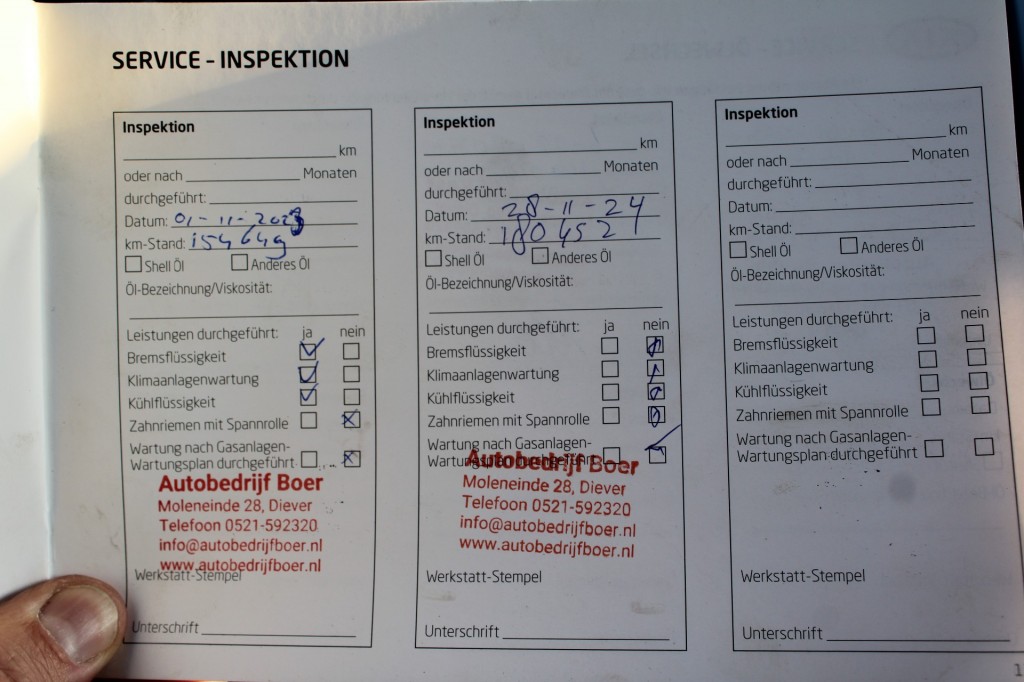 SERVICE – INSPEKTION
Inspektion
km
oder nach Monaten
durchgeführt:
Datum: 01-11-2023
km-Stand: 154649
Shell Öl Anderes Öl
Öl-Bezeichnung/Viskosität:
Leistungen durchgeführt: ja nein
Bremsflüssigkeit
Klimaanlagenwartung
Kühlflüssigkeit
Zahnriemen mit Spannrolle
Wartung nach Gasanlagen-
Wartungsplan durchgeführt
Autobedrijf Boer
Moleneinde 28, Diever
Telefoon 0521-592320
info@autobedrijfboer.nl
www.autobedrijfboer.nl
Werkstatt-Stempel
Unterschrift
Inspektion
km
oder nach Monaten
durchgeführt:
Datum: 28-11-24
km-Stand: 180452
Shell Öl Anderes Öl
Öl-Bezeichnung/Viskosität:
Leistungen durchgeführt: ja nein
Bremsflüssigkeit
Klimaanlagenwartung
Kühlflüssigkeit
Zahnriemen mit Spannrolle
Wartung nach Gasanlagen-
Wartungsplan durchgeführt
Autobedrijf Boer
Moleneinde 28, Diever
Telefoon 0521-592320
info@autobedrijfboer.nl
www.autobedrijfboer.nl
Werkstatt-Stempel
Unterschrift
Inspektion
km
oder nach Monaten
durchgeführt:
Datum:
km-Stand:
Shell Öl Anderes Öl
Öl-Bezeichnung/Viskosität:
Leistungen durchgeführt: ja nein
Bremsflüssigkeit
Klimaanlagenwartung
Kühlflüssigkeit
Zahnriemen mit Spannrolle
Wartung nach Gasanlagen-
Wartungsplan durchgeführt
Werkstatt-Stempel
Unterschrift